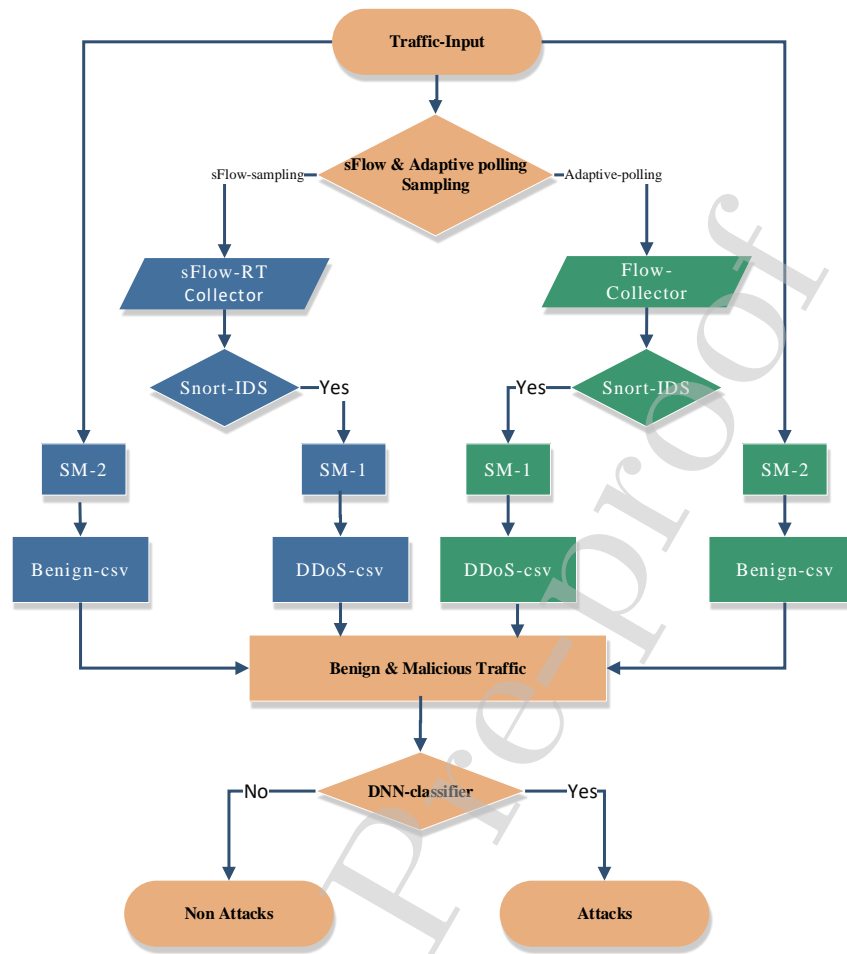 Traffic-Input
sFlow & Adaptive polling
Sampling
sFlow-sampling
Adaptive-polling
sFlow-RT
Collector
Flow-
Collector
Snort-IDS
Yes
Yes
Snort-IDS
SM-2
SM-1
SM-1
SM-2
Benign-csv
DDoS-csv
DDoS-csv
Benign-csv
Benign & Malicious Traffic
No
DNN-classifier
Yes
Non Attacks
Attacks
Pre-proof